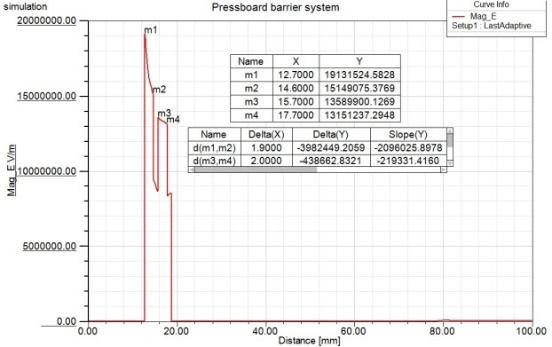 simulation
Pressboard barrier system
Curve Info
Mag_E
Setup1 : LastAdaptive
20000000.00
m1
Name X Y
m1 12.7000 19131524.5828
m2 14.6000 15149075.3769
m3 15.7000 13589900.1269
m4 17.7000 13151237.2948
15000000.00
m2
m3
m4
Name Delta(X) Delta(Y) Slope(Y)
d(m1,m2) 1.9000 -3982449.2059 -2096025.8978
d(m3,m4) 2.0000 -438662.8321 -219331.4160
Mag_E V/m
10000000.00
5000000.00
0.00
0.00 20.00 40.00 60.00 80.00 100.00
Distance [mm]